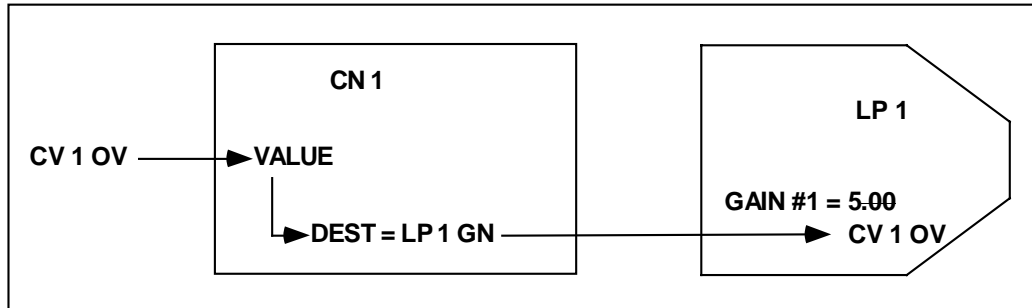 CN 1
LP 1
CV 1 OV
VALUE
GAIN #1 = 5.00
DEST = LP 1 GN
CV 1 OV